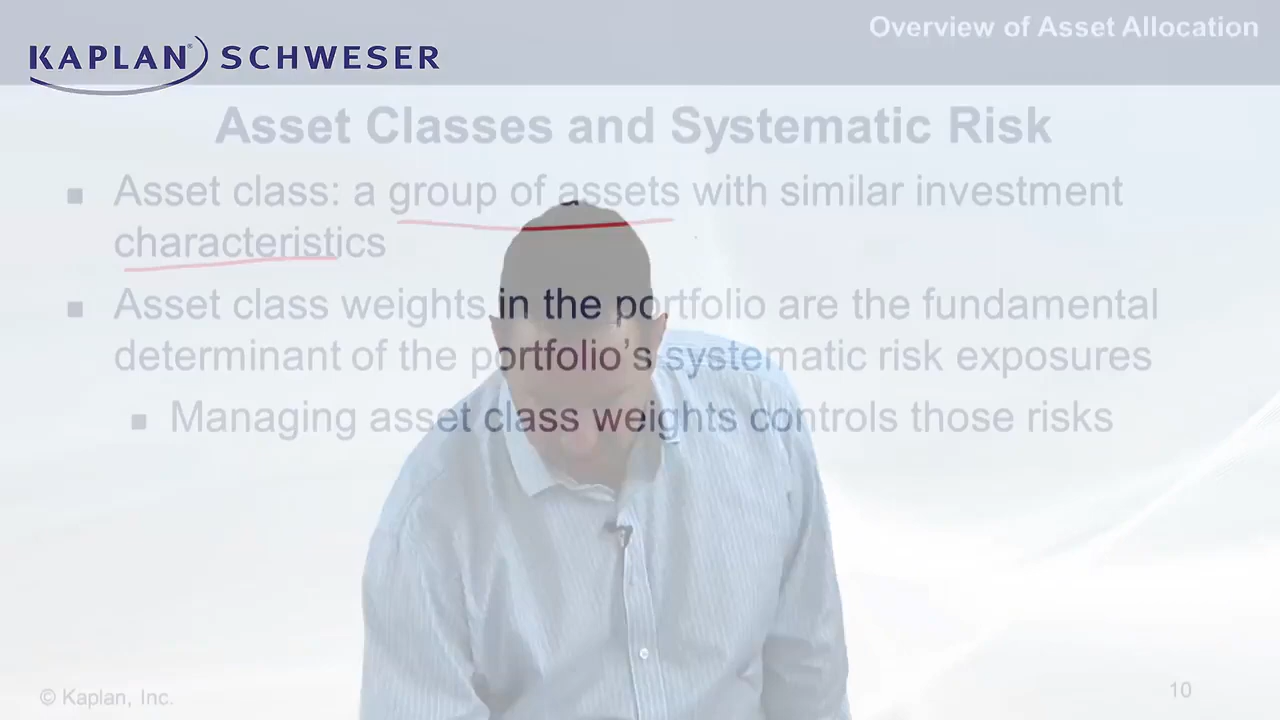 Overview of Asset Allocation
KAPLAN® SCHWESER
Asset Classes and Systematic Risk
■ Asset class: a group of assets with similar investment
characteristics
■ Asset class weights in the portfolio are the fundamental
determinant of the portfolio's systematic risk exposures
■ Managing asset class weights controls those risks
© Kaplan, Inc.
10